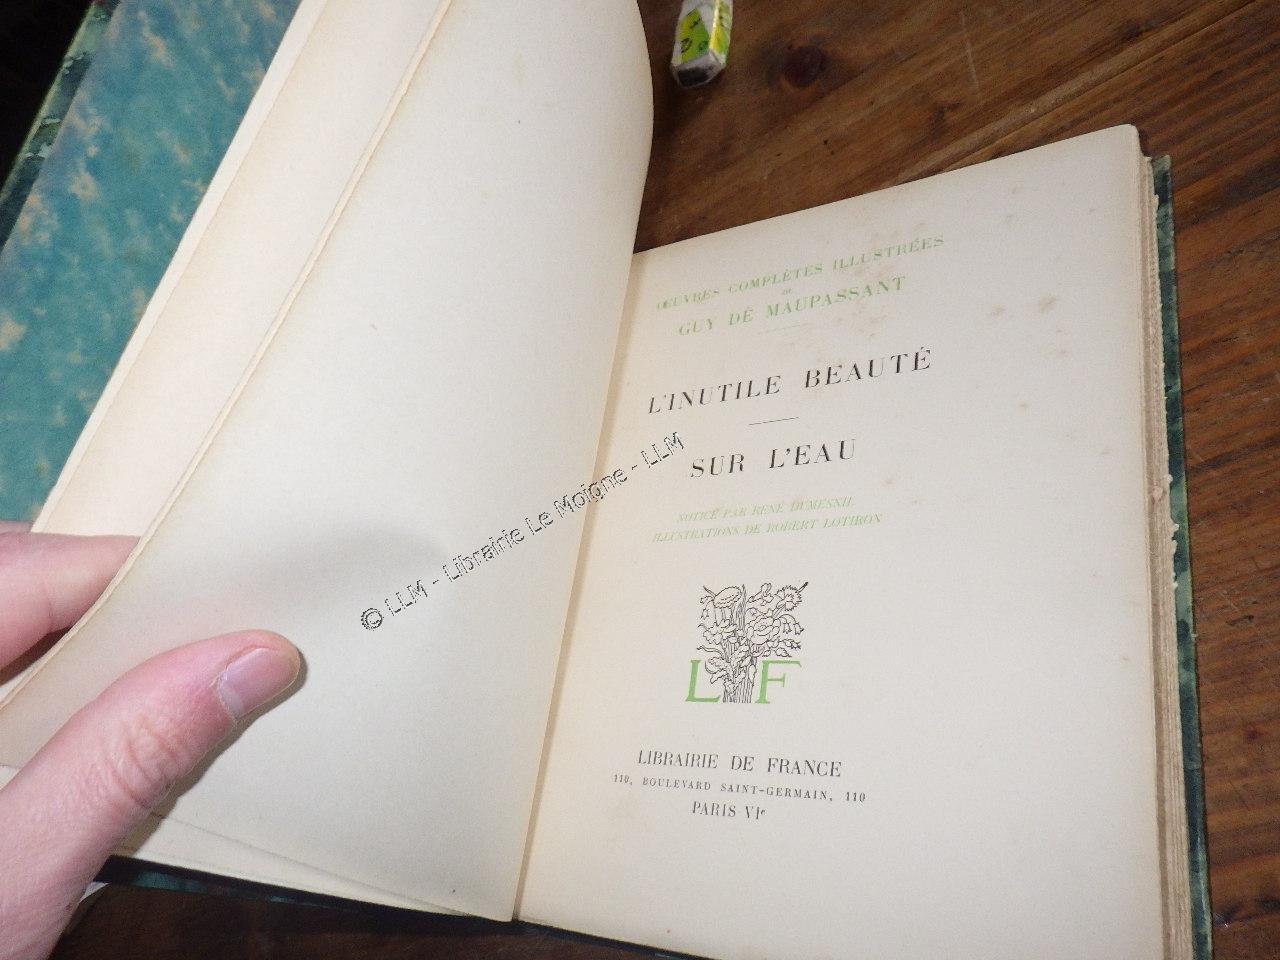 ŒUVRES COMPLÈTES ILLUSTRÉES
DE
GUY DE MAUPASSANT
L'INUTILE BEAUTÉ
SUR L'EAU
NOTICE PAR RENÉ DUMESNIL
ILLUSTRATIONS DE ROBERT LOTIRON
L F
LIBRAIRIE DE FRANCE
110, BOULEVARD SAINT-GERMAIN, 110
PARIS VIe
© LLM - Librairie Le Moigne - LLM